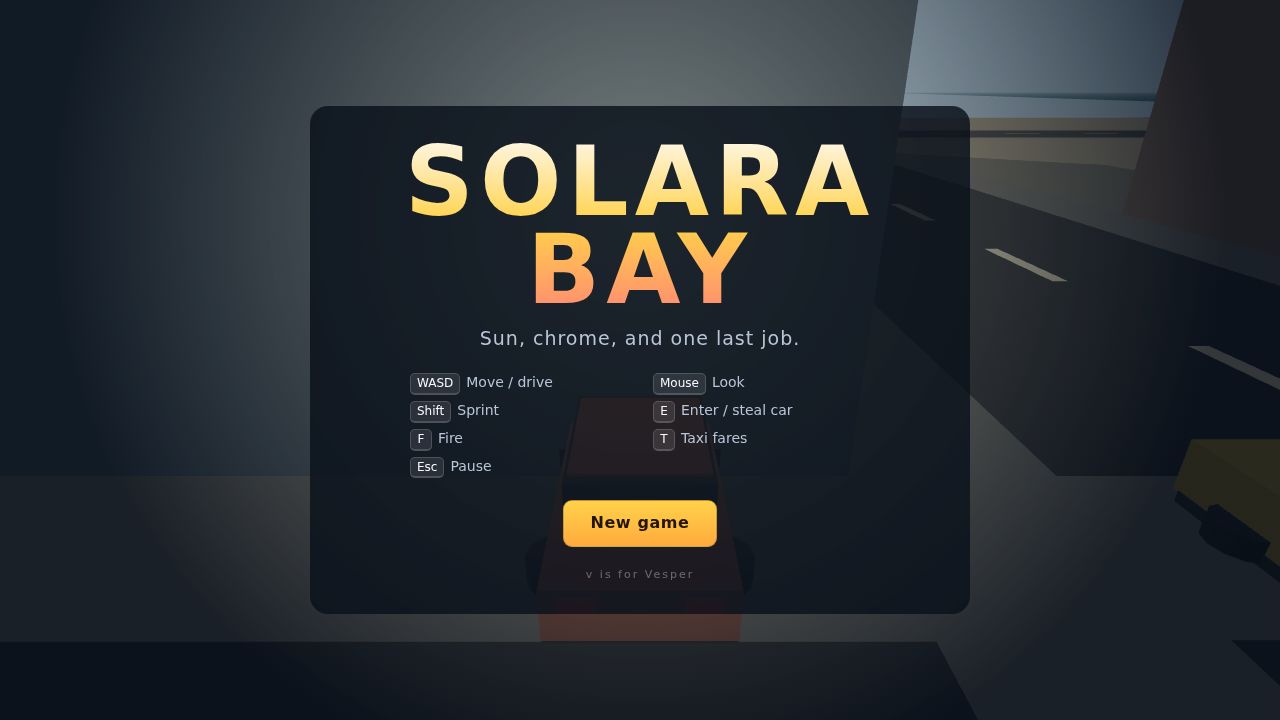 SOLARA
BAY
Sun, chrome, and one last job.
WASD Move / drive
Mouse Look
Shift Sprint
E Enter / steal car
F Fire
T Taxi fares
Esc Pause
New game
v is for Vesper